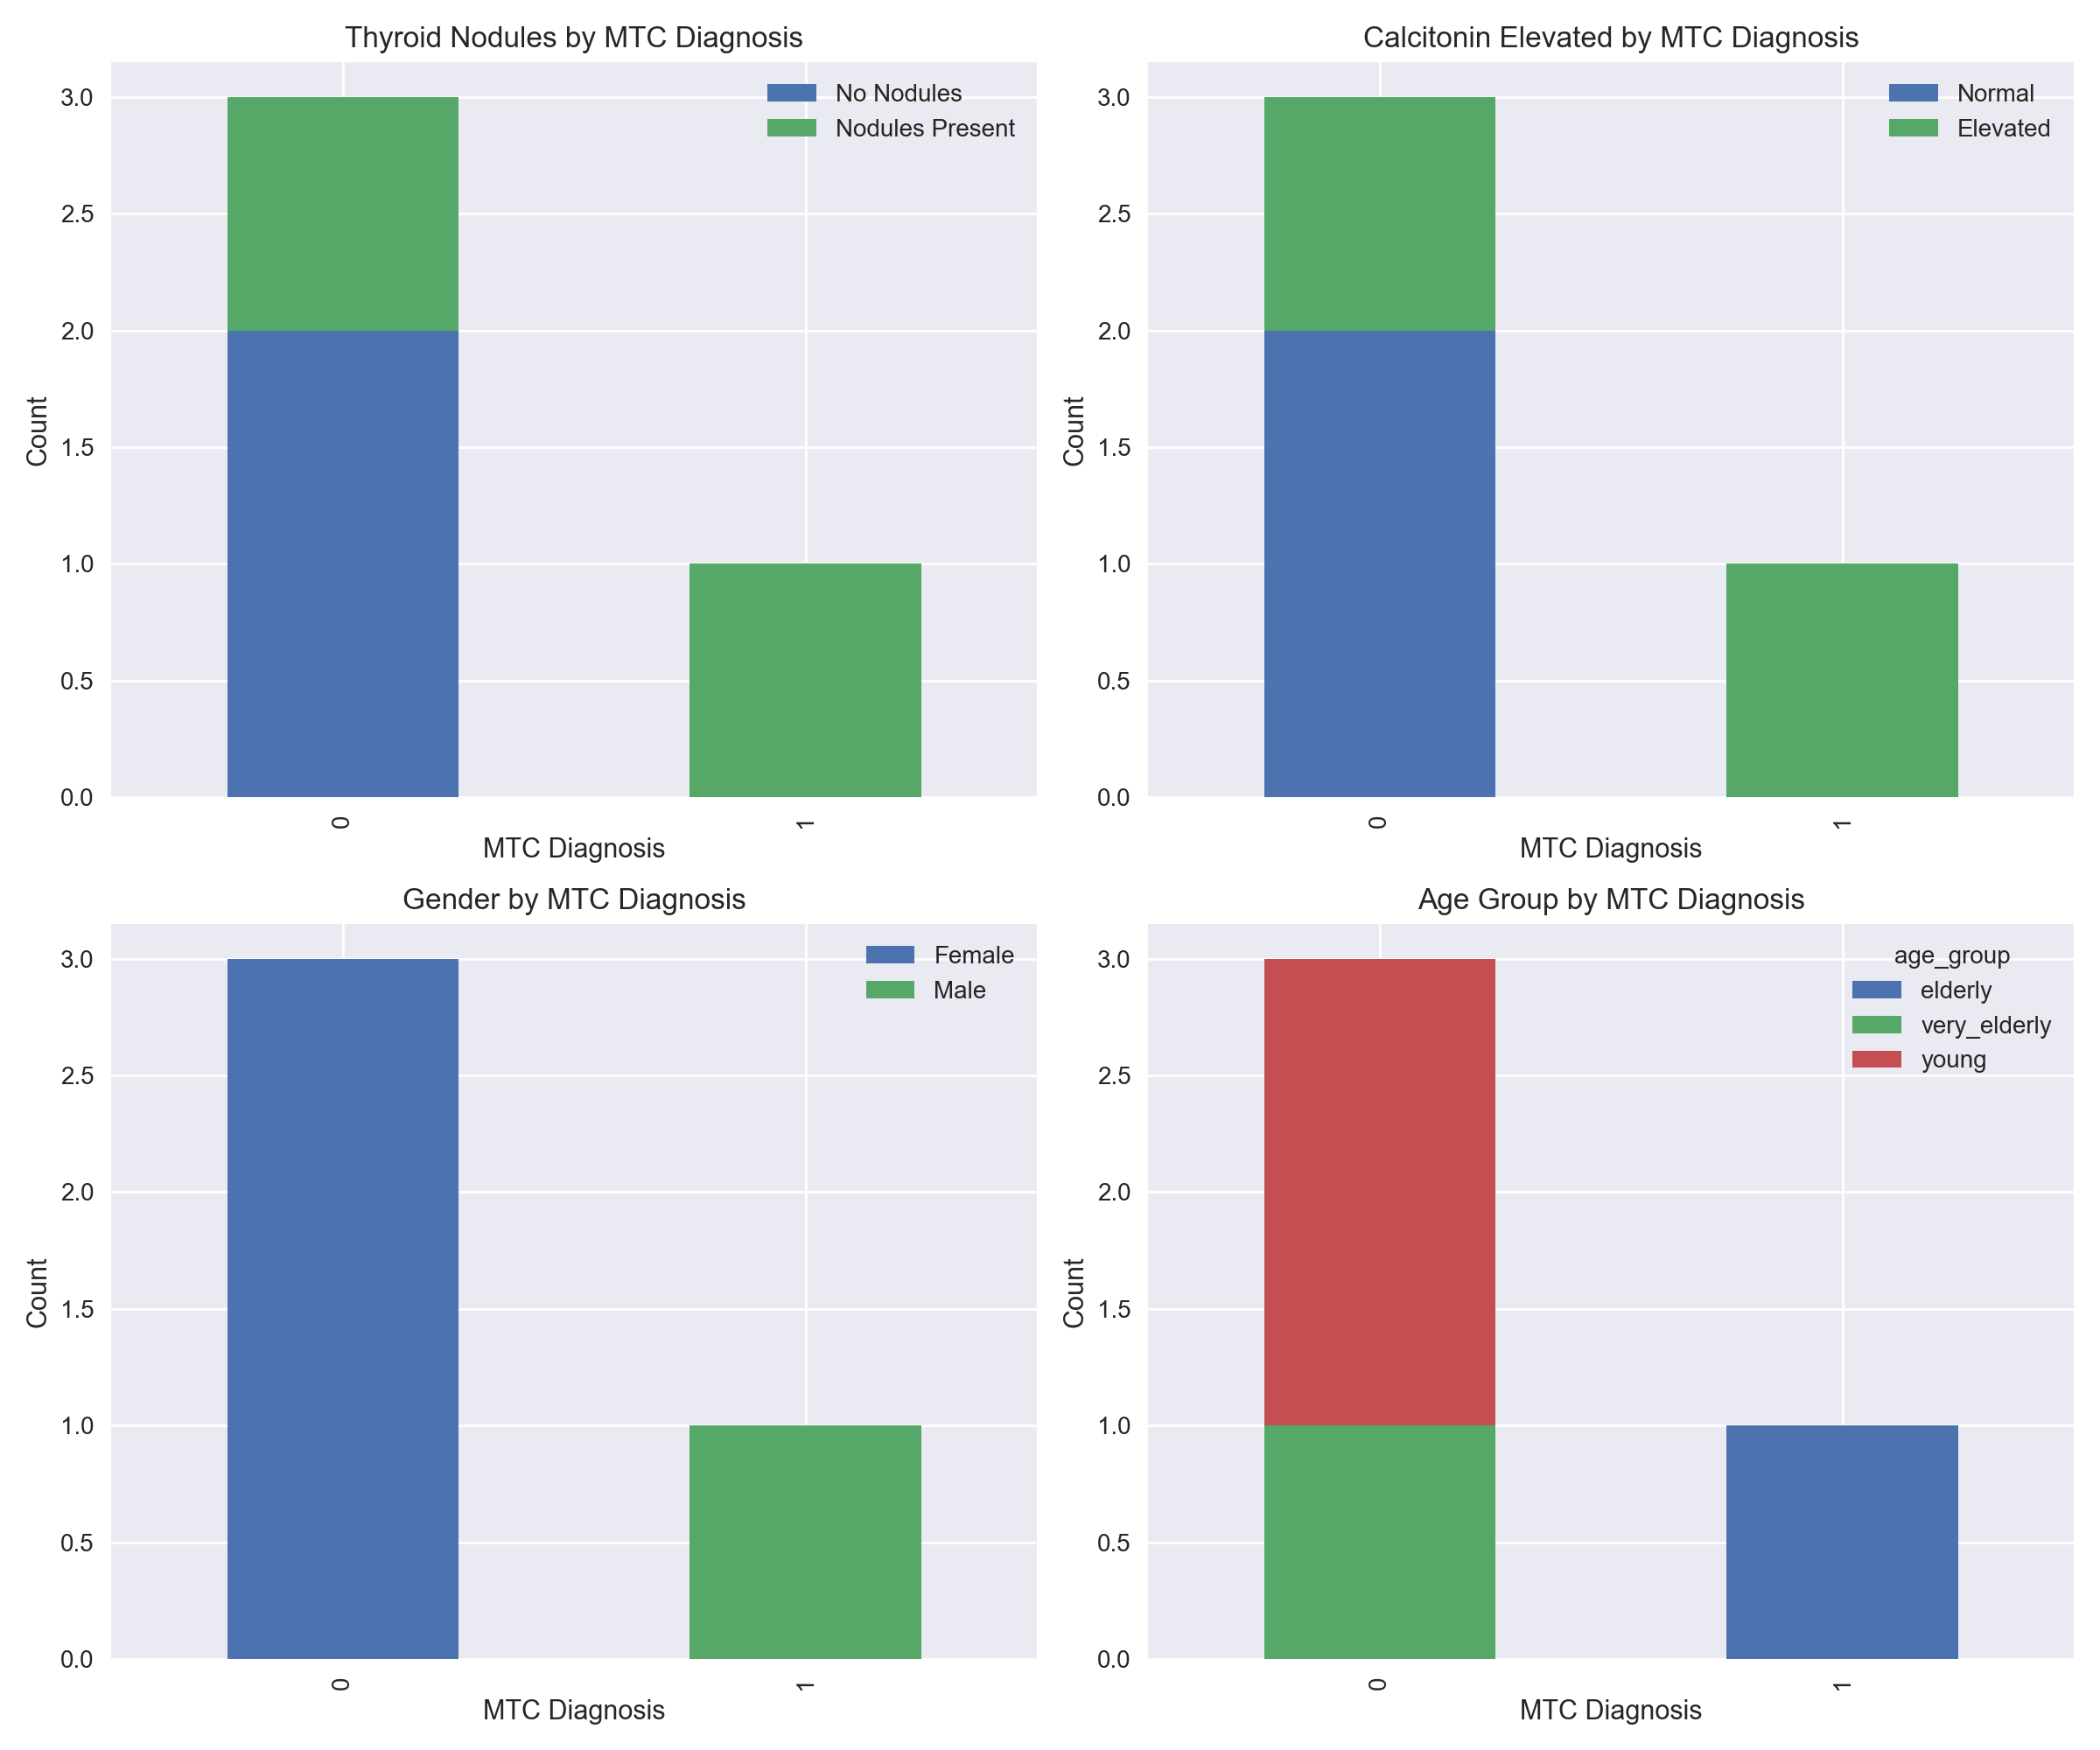 Thyroid Nodules by MTC Diagnosis
No Nodules
Nodules Present
3.0
2.5
2.0
1.5
1.0
0.5
0.0
Count
0
1
MTC Diagnosis
Calcitonin Elevated by MTC Diagnosis
Normal
Elevated
3.0
2.5
2.0
1.5
1.0
0.5
0.0
Count
0
1
MTC Diagnosis
Gender by MTC Diagnosis
Female
Male
3.0
2.5
2.0
1.5
1.0
0.5
0.0
Count
0
1
MTC Diagnosis
Age Group by MTC Diagnosis
age_group
elderly
very_elderly
young
3.0
2.5
2.0
1.5
1.0
0.5
0.0
Count
0
1
MTC Diagnosis